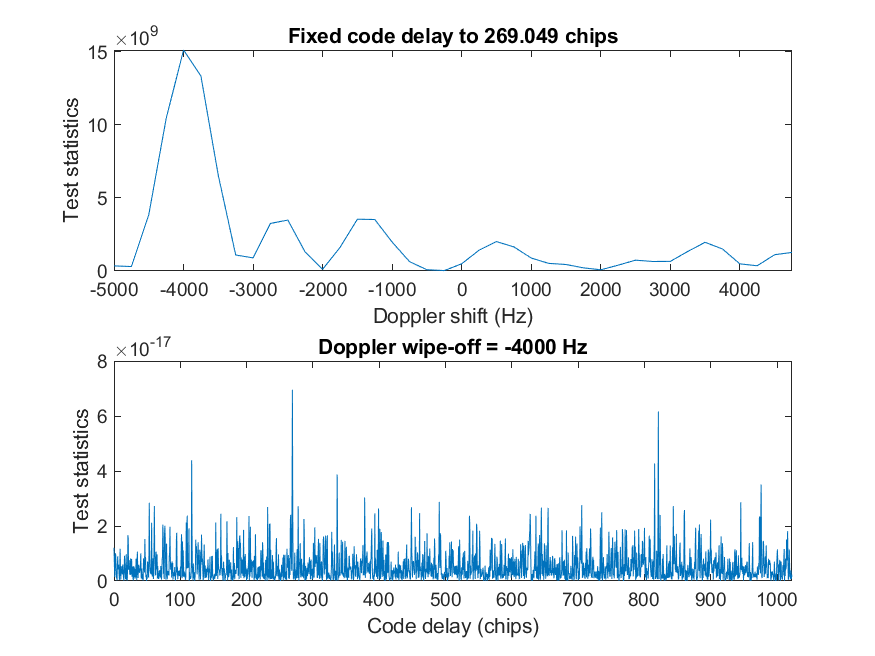 Fixed code delay to 269.049 chips
×10⁹
15
10
5
0
Test statistics
-5000 -4000 -3000 -2000 -1000 0 1000 2000 3000 4000
Doppler shift (Hz)
Doppler wipe-off = -4000 Hz
×10⁻¹⁷
8
6
4
2
0
Test statistics
0 100 200 300 400 500 600 700 800 900 1000
Code delay (chips)